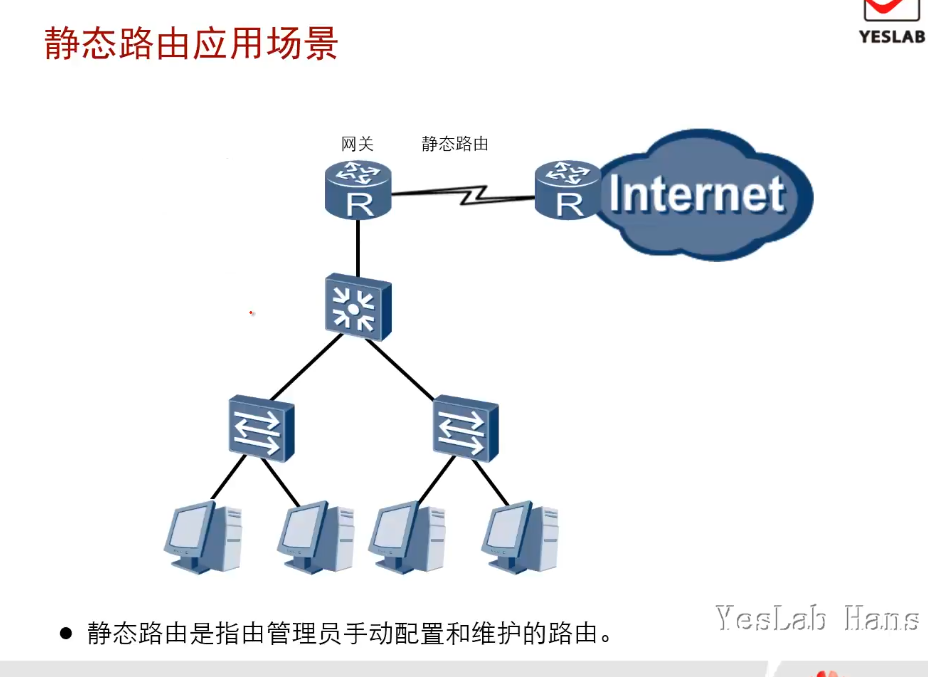 静态路由应用场景
YESLAB
网关 静态路由
R R Internet
● 静态路由是指由管理员手动配置和维护的路由。
YesLab Hans